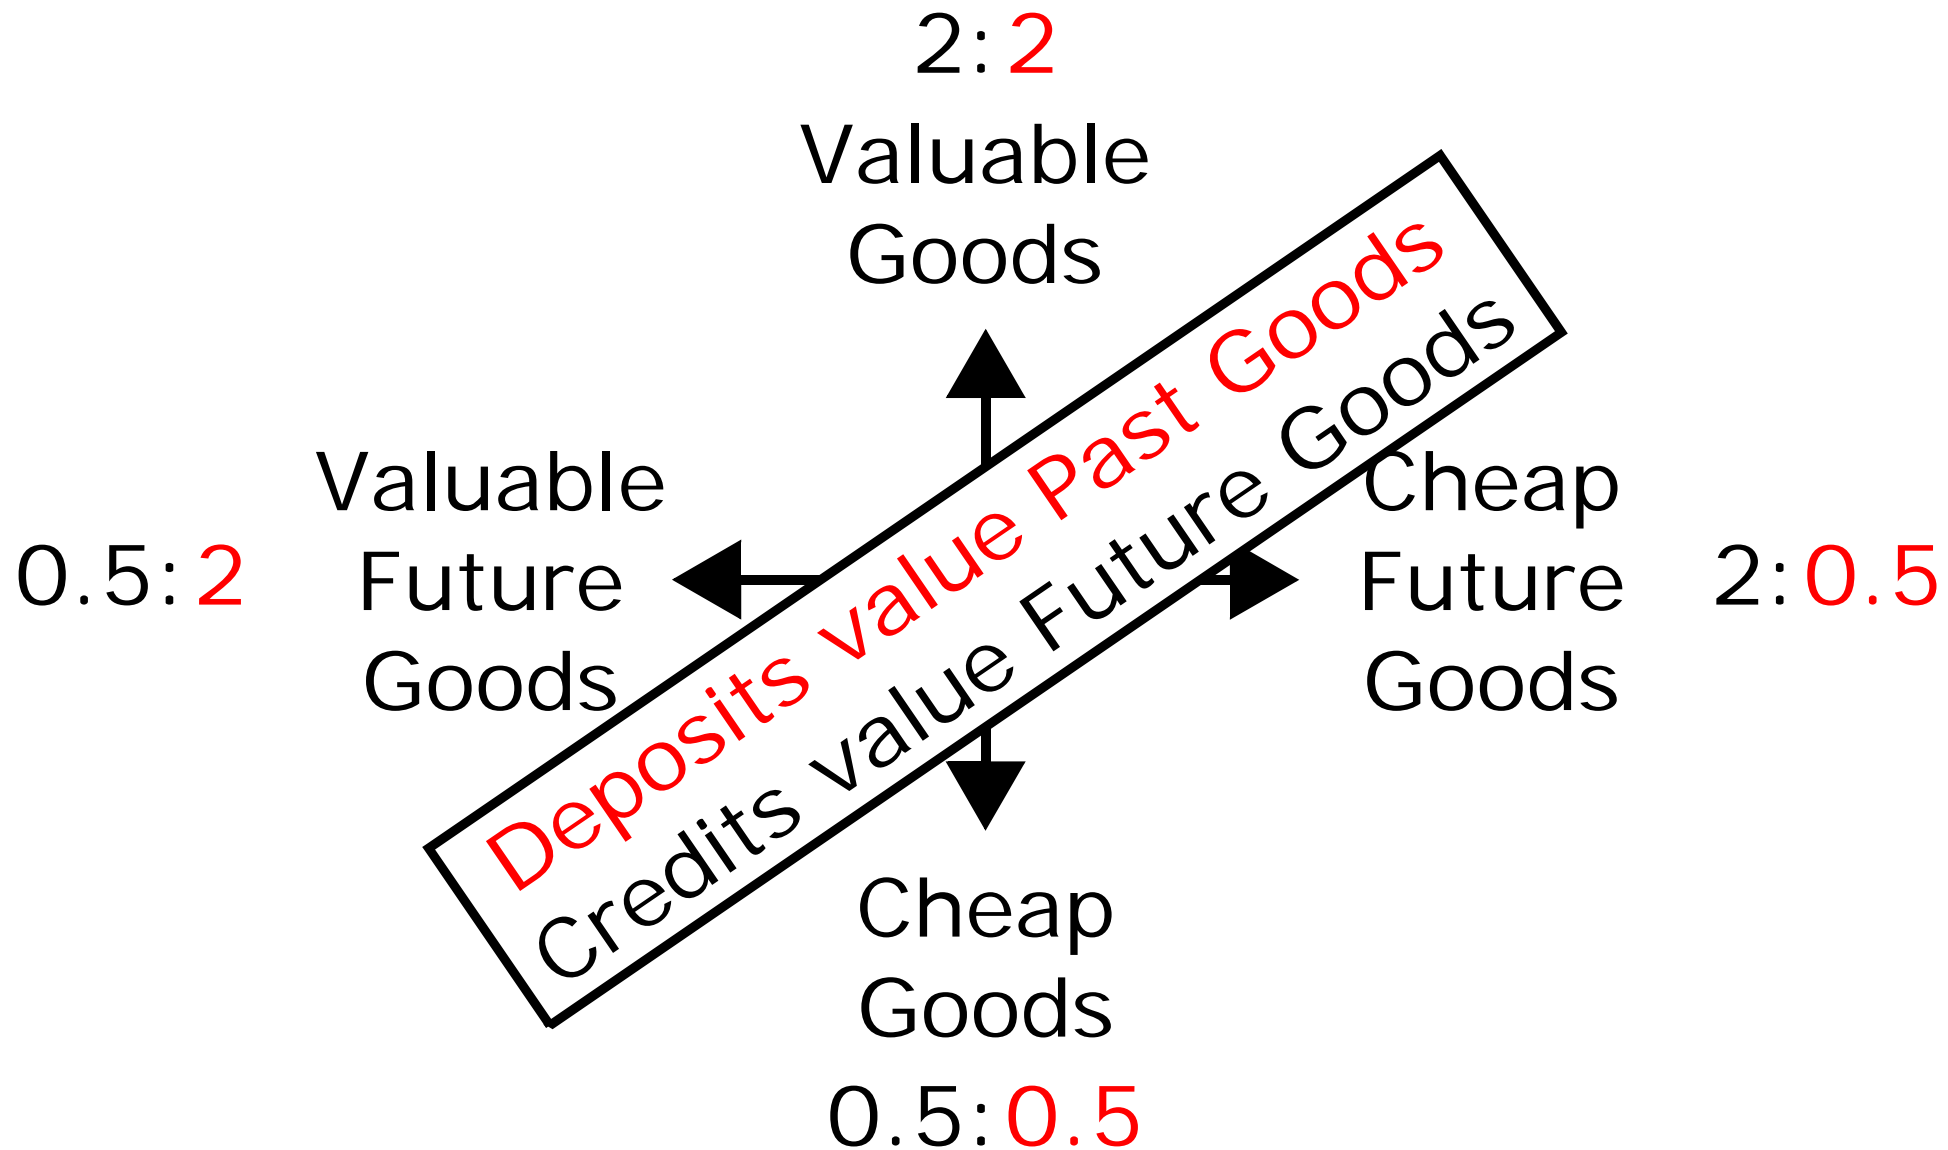 2:2
Valuable
Goods
Deposits value Past Goods
Credits value Future Goods
0.5:2
Valuable
Future
Goods
Cheap
Future
Goods
2:0.5
Cheap
Goods
0.5:0.5